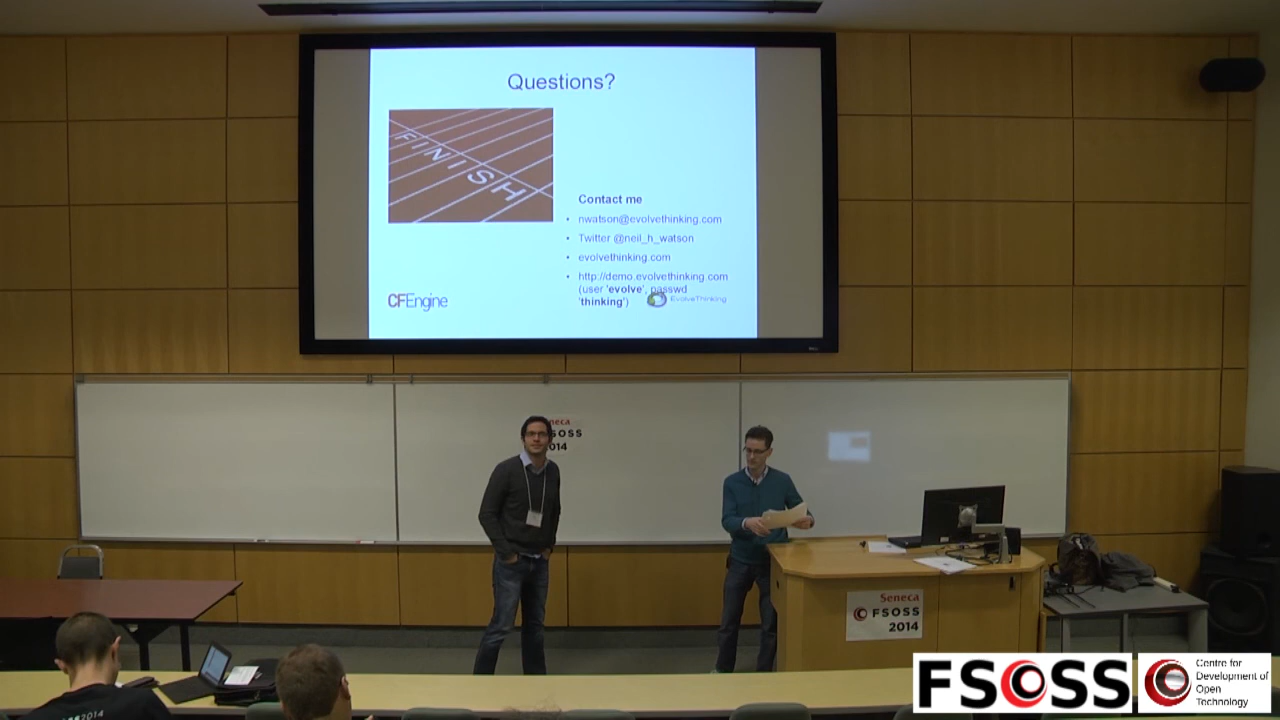 Questions?
FINISH
Contact me
• nwatson@evolvethinking.com
• Twitter @neil_h_watson
• evolvethinking.com
• http://demo.evolvethinking.com
(user 'evolve', passwd
'thinking')
CFEngine
EvolveThinking
FSOSS
2014
Seneca
FSOSS
2014
2014
FSOSS
Centre for
Development of
Open
Technology